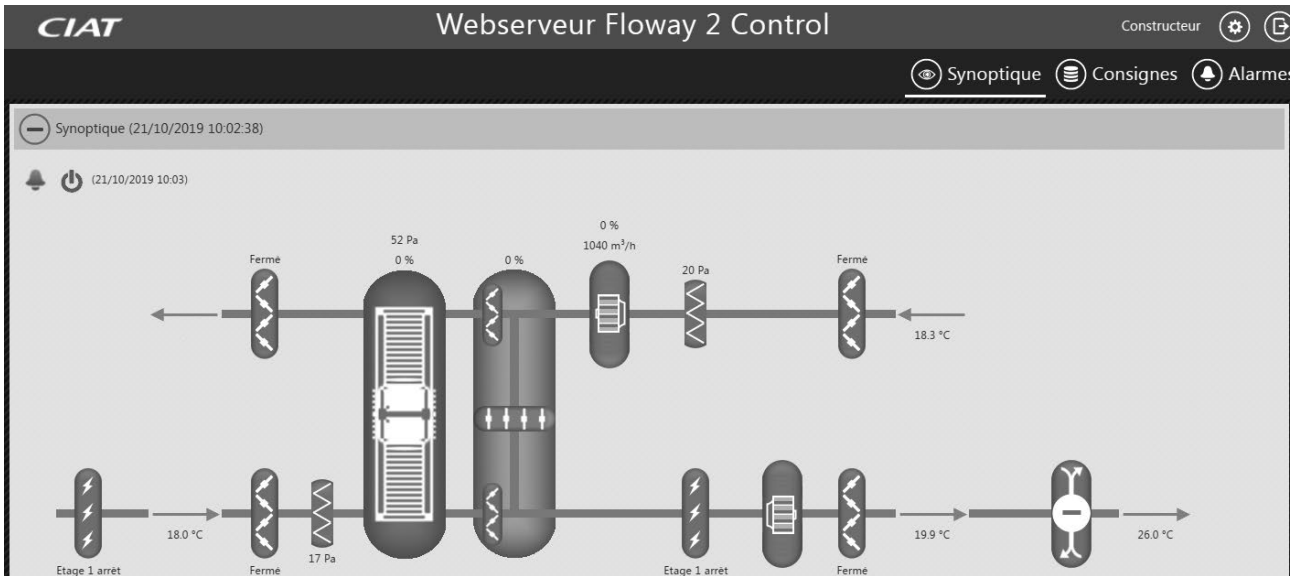 CIAT
Webserveur Floway 2 Control
Constructeur
Synoptique
Consignes
Alarmes
Synoptique (21/10/2019 10:02:38)
(21/10/2019 10:03)
0 %
1040 m³/h
52 Pa
0 %
0 %
20 Pa
Fermé
Fermé
18.3 °C
18.0 °C
17 Pa
19.9 °C
26.0 °C
Etage 1 arrêt
Fermé
Etage 1 arrêt
Fermé